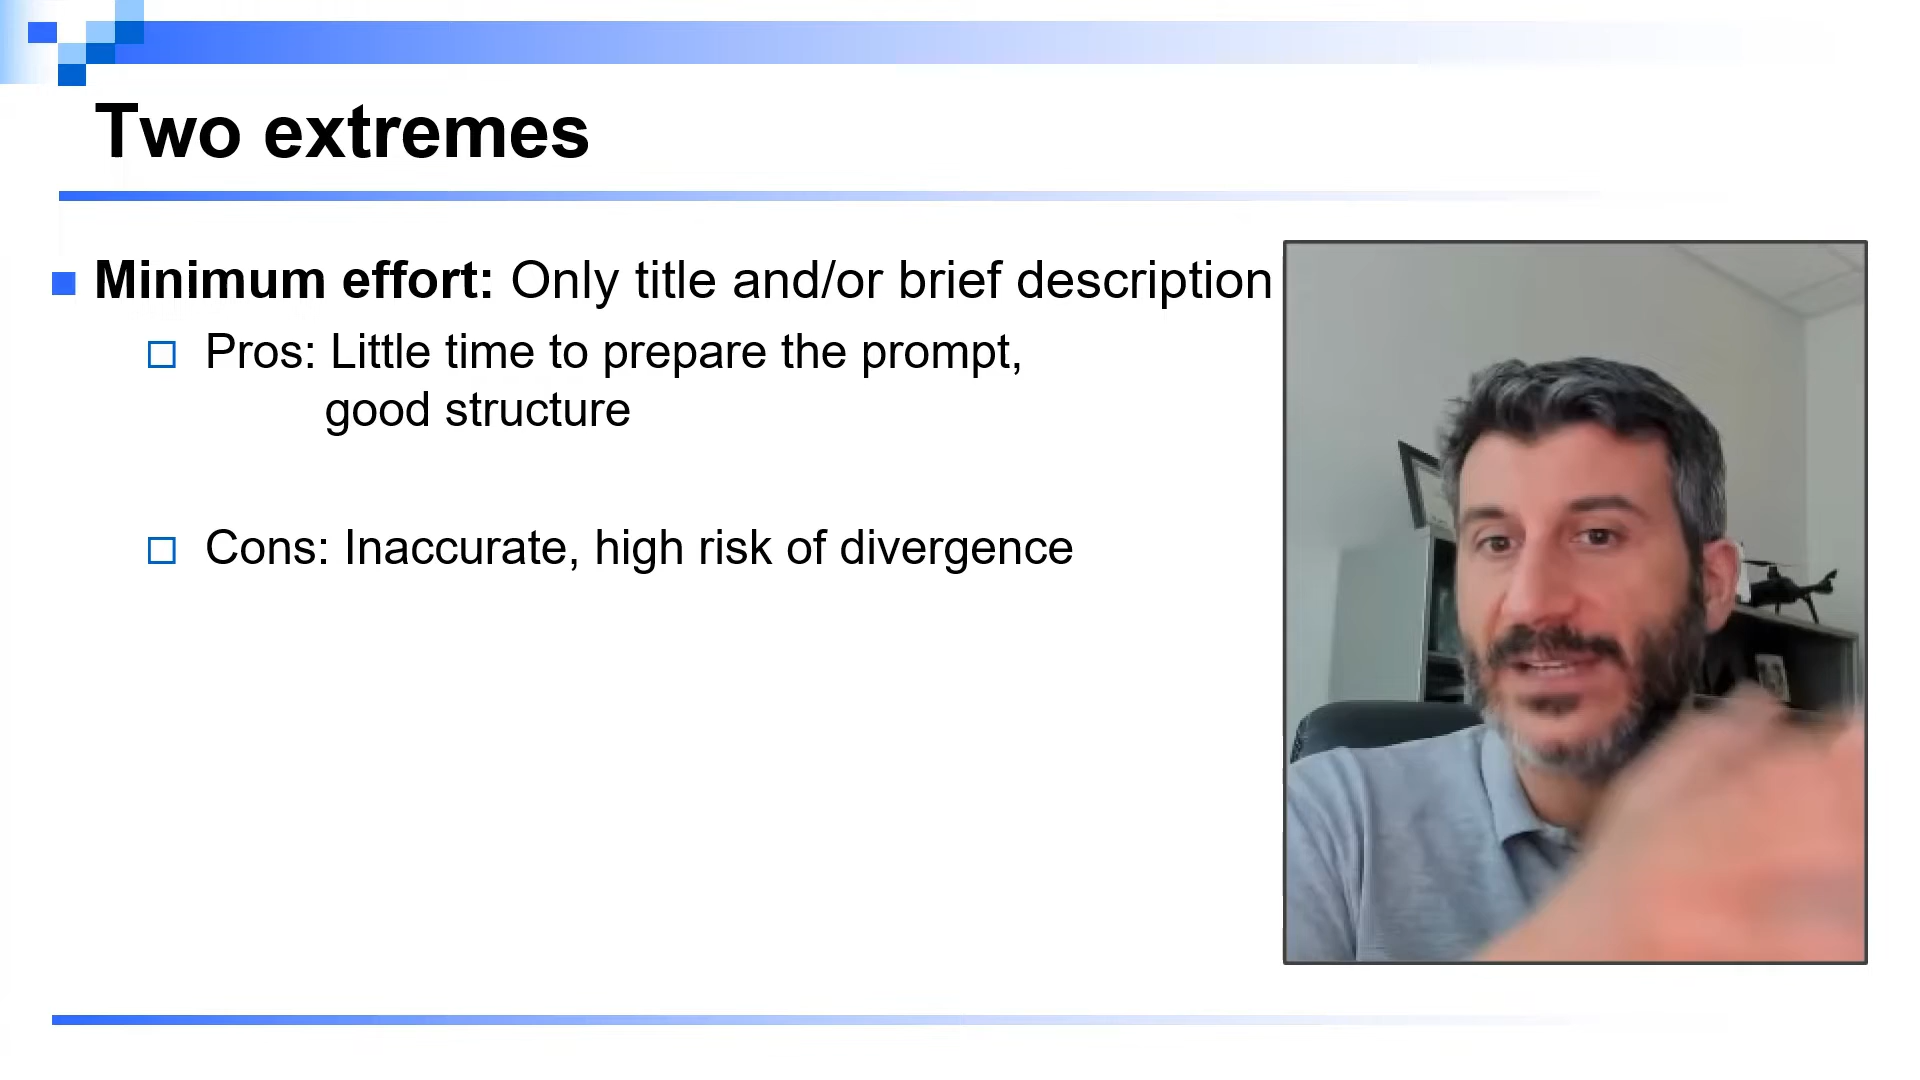 Two extremes
Minimum effort: Only title and/or brief description
Pros: Little time to prepare the prompt,
good structure
Cons: Inaccurate, high risk of divergence